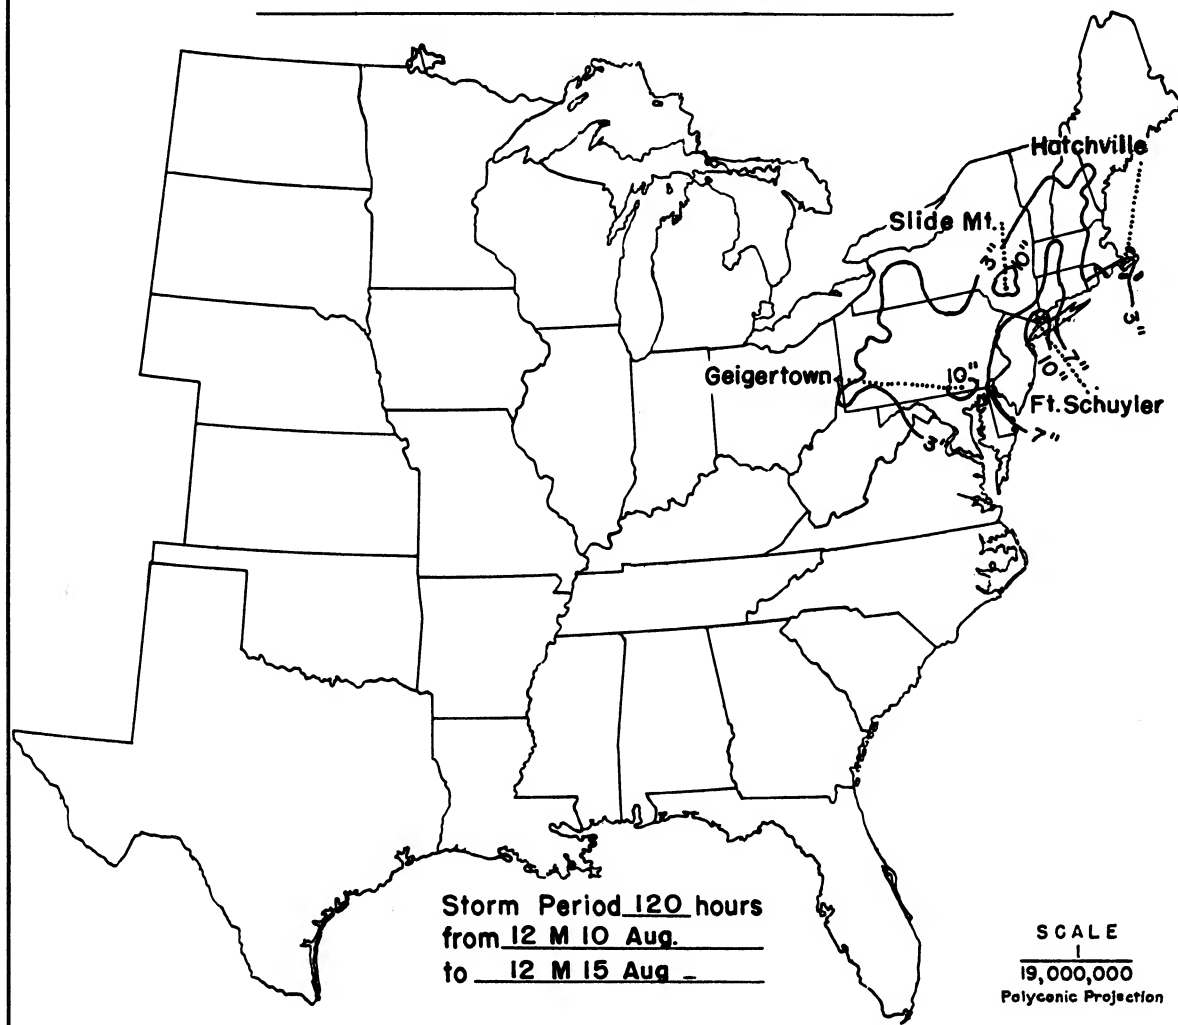 Hatchville
Slide Mt.
3"
10"
3"
Geigertown
10"
10"
7"
Ft. Schuyler
3"
7"
Storm Period 120 hours
from 12 M 10 Aug.
to 12 M 15 Aug
SCALE
1
19,000,000
Polyconic Projection